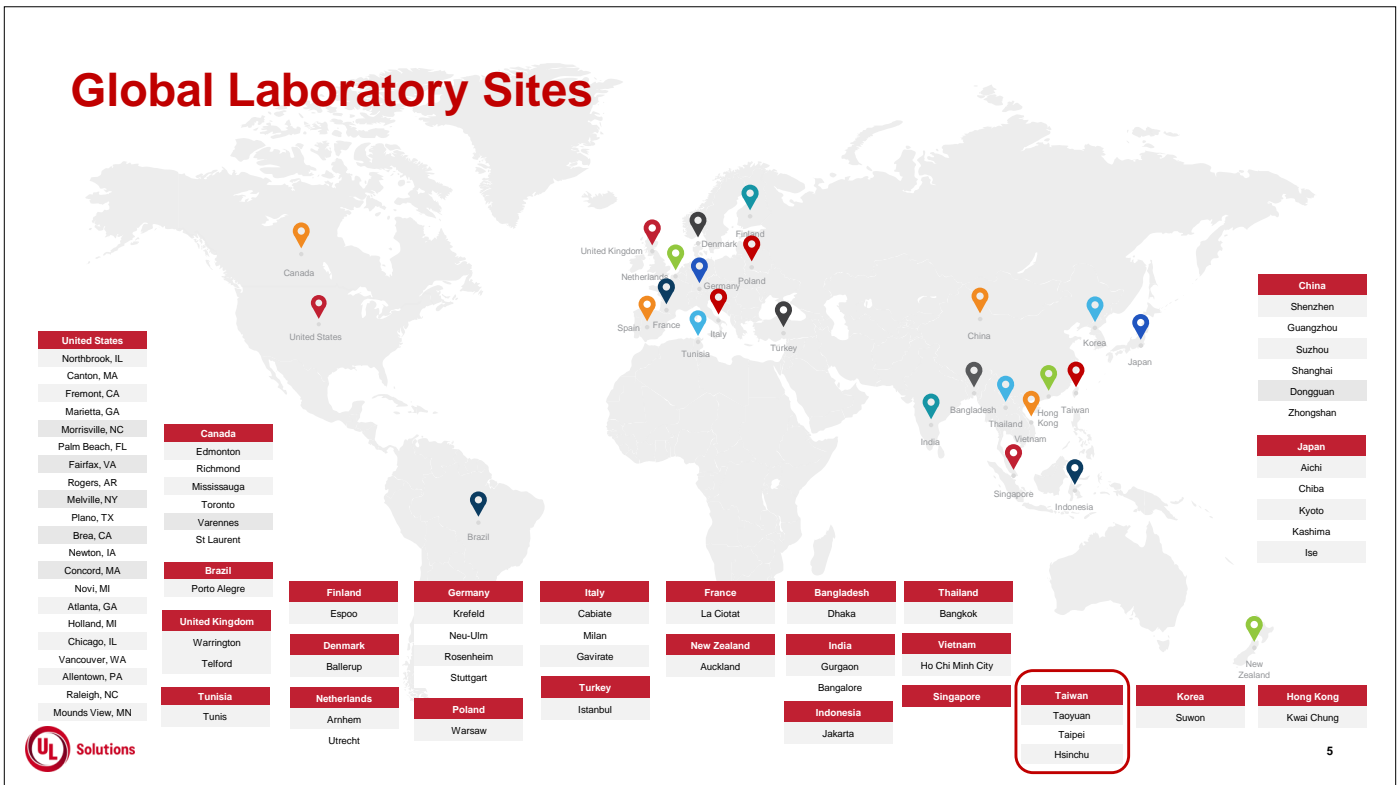 Global Laboratory Sites
Canada
United States
Brazil
United Kingdom
Netherlands
Denmark
Finland
Germany
Poland
Spain
France
Italy
Tunisia
Turkey
China
Korea
Japan
India
Bangladesh
Thailand
Vietnam
Hong
Kong
Taiwan
Singapore
Indonesia
New
Zealand
United States
Northbrook, IL
Canton, MA
Fremont, CA
Marietta, GA
Morrisville, NC
Palm Beach, FL
Fairfax, VA
Rogers, AR
Melville, NY
Plano, TX
Brea, CA
Newton, IA
Concord, MA
Novi, MI
Atlanta, GA
Holland, MI
Chicago, IL
Vancouver, WA
Allentown, PA
Raleigh, NC
Mounds View, MN
Canada
Edmonton
Richmond
Mississauga
Toronto
Varennes
St Laurent
Brazil
Porto Alegre
United Kingdom
Warrington
Telford
Tunisia
Tunis
Finland
Espoo
Denmark
Ballerup
Netherlands
Arnhem
Utrecht
Germany
Krefeld
Neu-Ulm
Rosenheim
Stuttgart
Poland
Warsaw
Italy
Cabiate
Milan
Gavirate
Turkey
Istanbul
France
La Ciotat
New Zealand
Auckland
Bangladesh
Dhaka
India
Gurgaon
Bangalore
Indonesia
Jakarta
Thailand
Bangkok
Vietnam
Ho Chi Minh City
Singapore
Taiwan
Taoyuan
Taipei
Hsinchu
Korea
Suwon
China
Shenzhen
Guangzhou
Suzhou
Shanghai
Dongguan
Zhongshan
Japan
Aichi
Chiba
Kyoto
Kashima
Ise
Hong Kong
Kwai Chung
UL Solutions
5